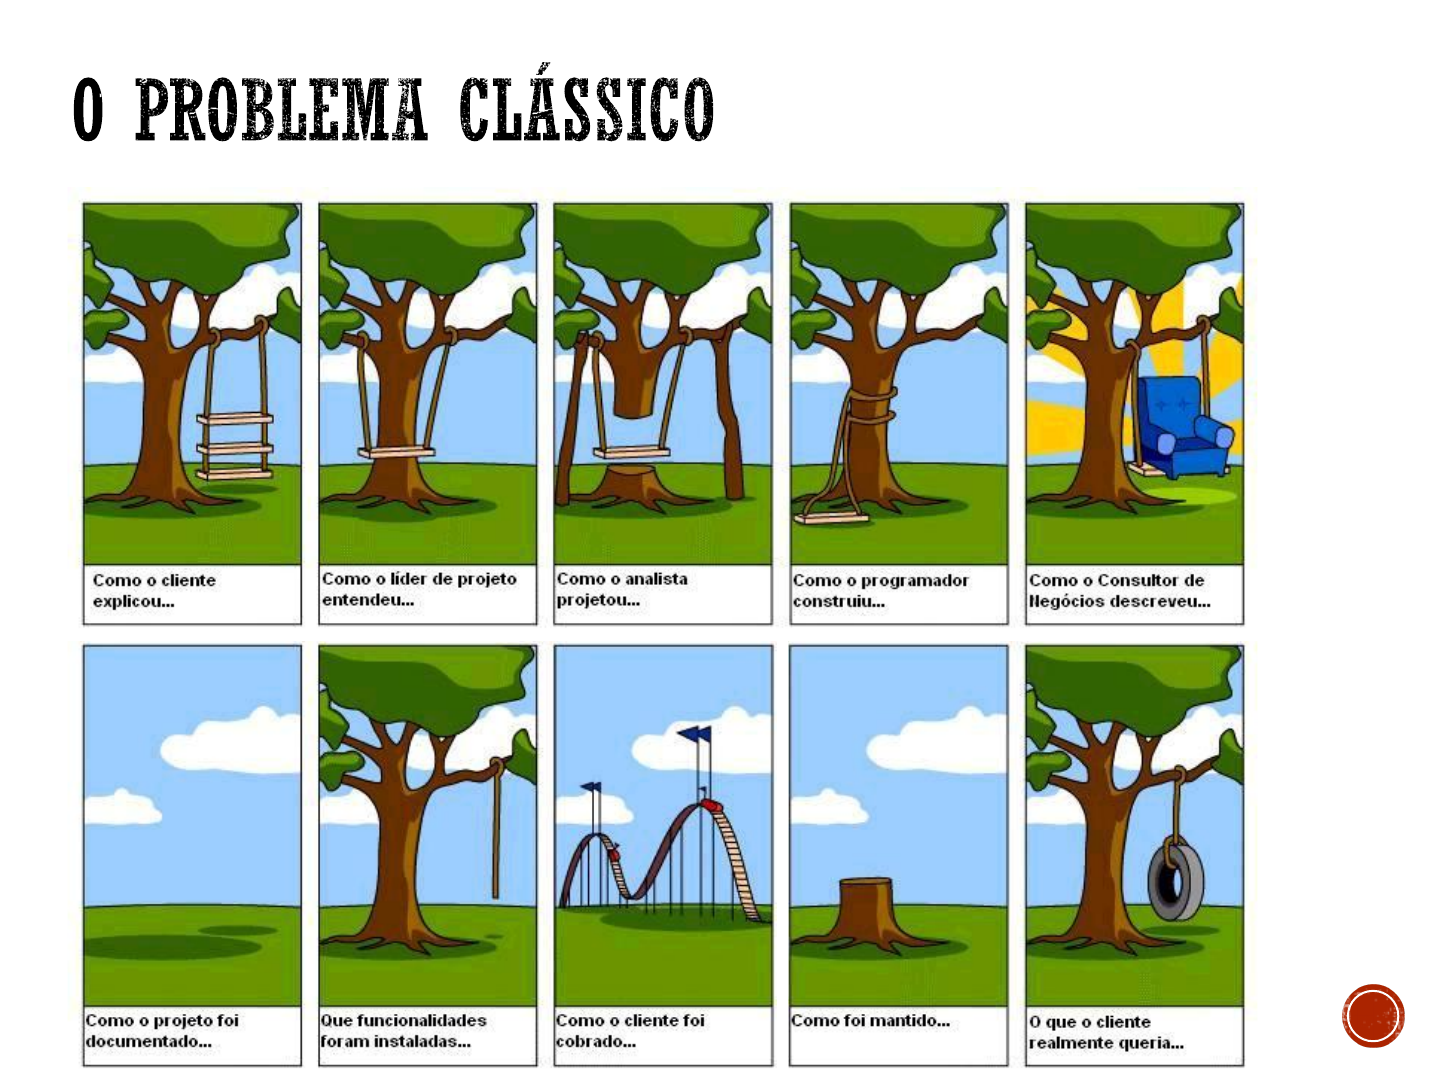 O PROBLEMA CLÁSSICO
Como o cliente
explicou...
Como o líder de projeto
entendeu...
Como o analista
projetou...
Como o programador
construiu...
Como o Consultor de
Negócios descreveu...
Como o projeto foi
documentado...
Que funcionalidades
foram instaladas...
Como o cliente foi
cobrado...
Como foi mantido...
O que o cliente
realmente queria...